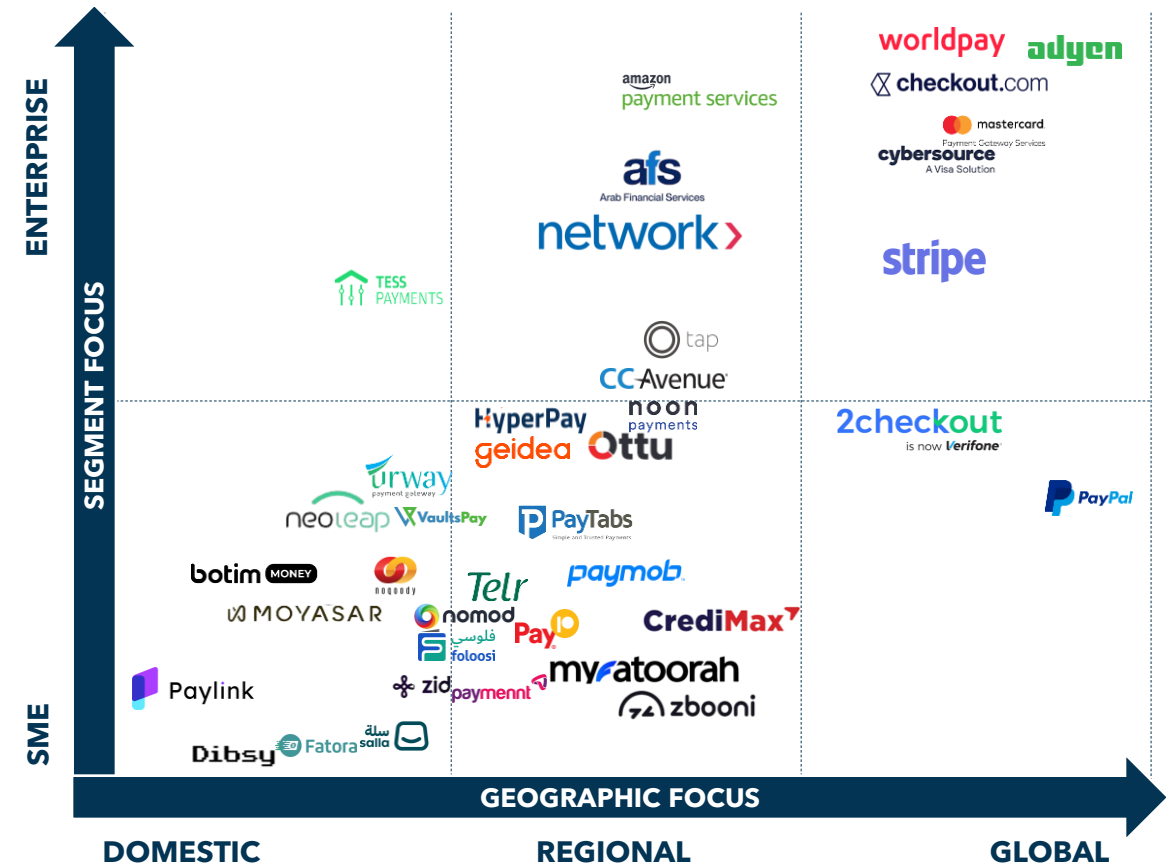 worldpay
adyen
amazon
payment services
checkout.com
mastercard.
Payment Gateway Services
cybersource
A Visa Solution
afs
Arab Financial Services
network
ENTERPRISE
stripe
TESS
PAYMENTS
tap
CCAvenue
SEGMENT FOCUS
noon
payments
HyperPay
2checkout
is now Verifone
geidea
Ottu
urway
payment gateway
PayPal
neoleap
VaultsPay
PayTabs
Simple and Trusted Payments
botim MONEY
noqoody
Telr
paymob
MOYASAR
nomod
Pay
CrediMax
فلوسي
foloosi
myfatoorah
Paylink
zid
paymennt
zbooni
SME
Dibsy
Fatora
سلة
salla
GEOGRAPHIC FOCUS
DOMESTIC
REGIONAL
GLOBAL